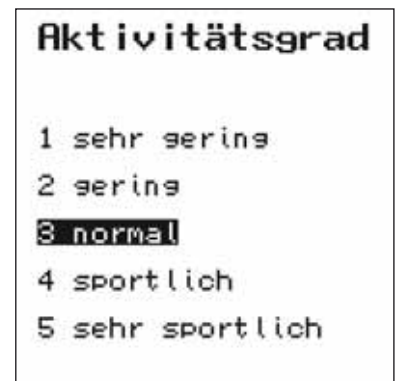 Aktivitätsgrad
1 sehr gering
2 gering
3 normal
4 sportlich
5 sehr sportlich